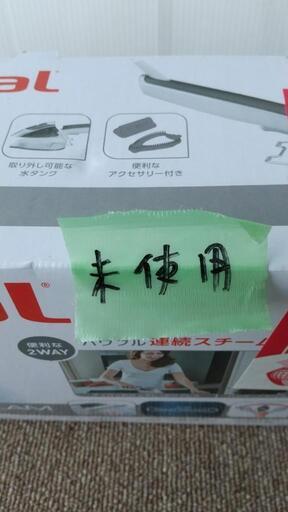 al
取り外し可能な
水タンク
便利な
アクセサリー付き
未使用
AL
便利な
2WAY
パワフル連続スチーム